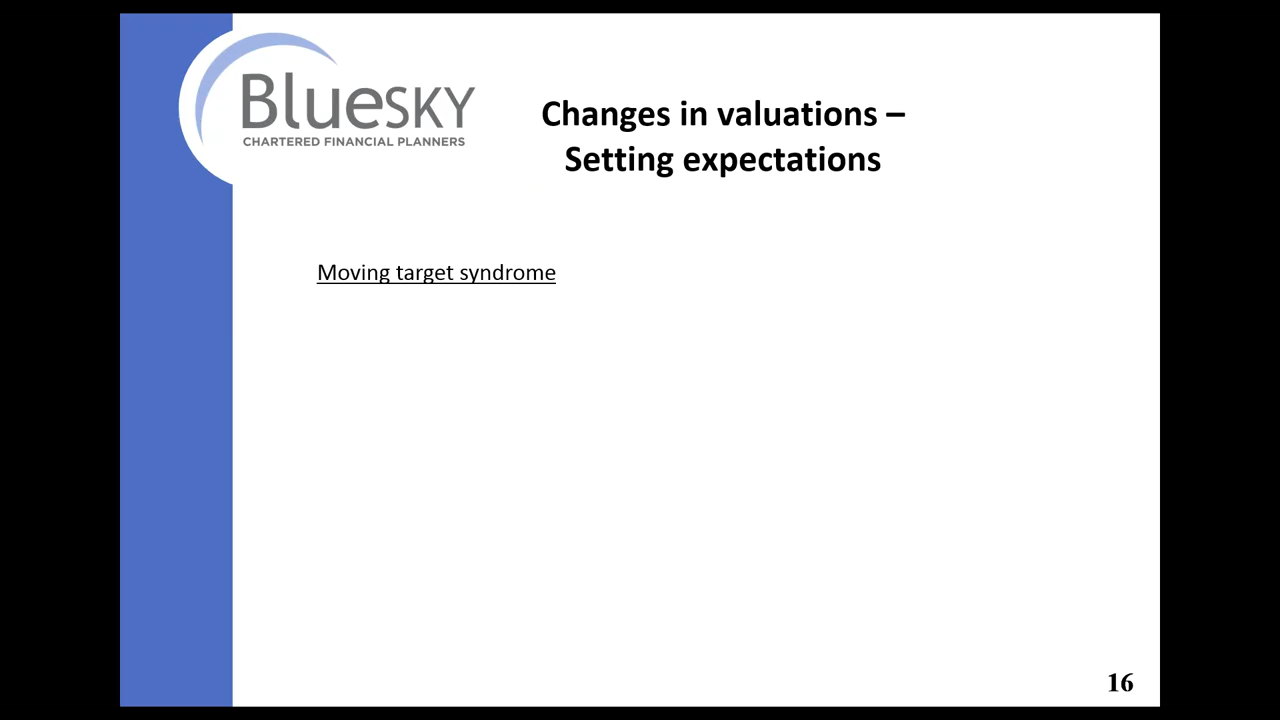 BlueSKY
CHARTERED FINANCIAL PLANNERS
Changes in valuations –
Setting expectations
Moving target syndrome
16